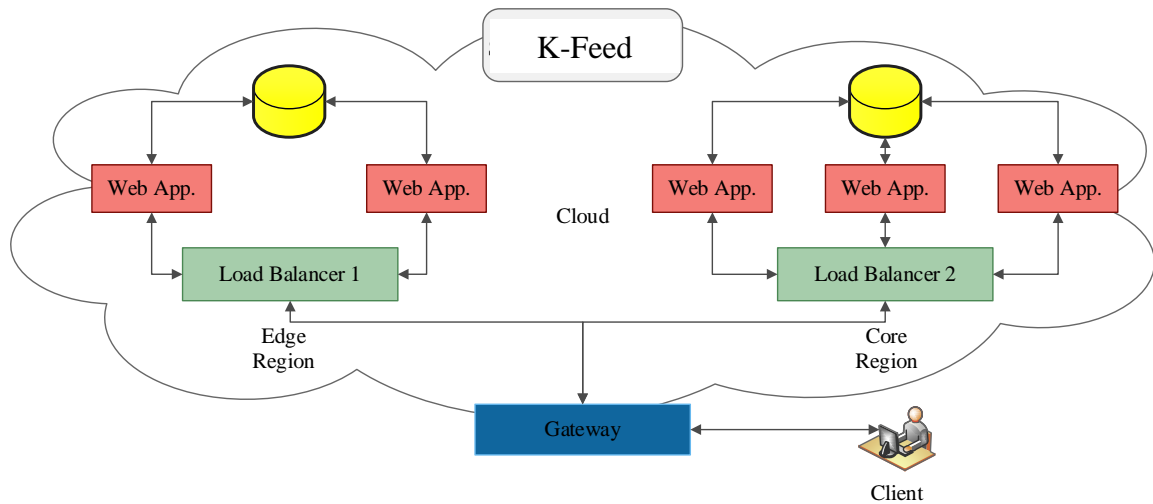 K-Feed
Web App.
Web App.
Web App.
Web App.
Web App.
Cloud
Load Balancer 1
Load Balancer 2
Edge
Region
Core
Region
Gateway
Client